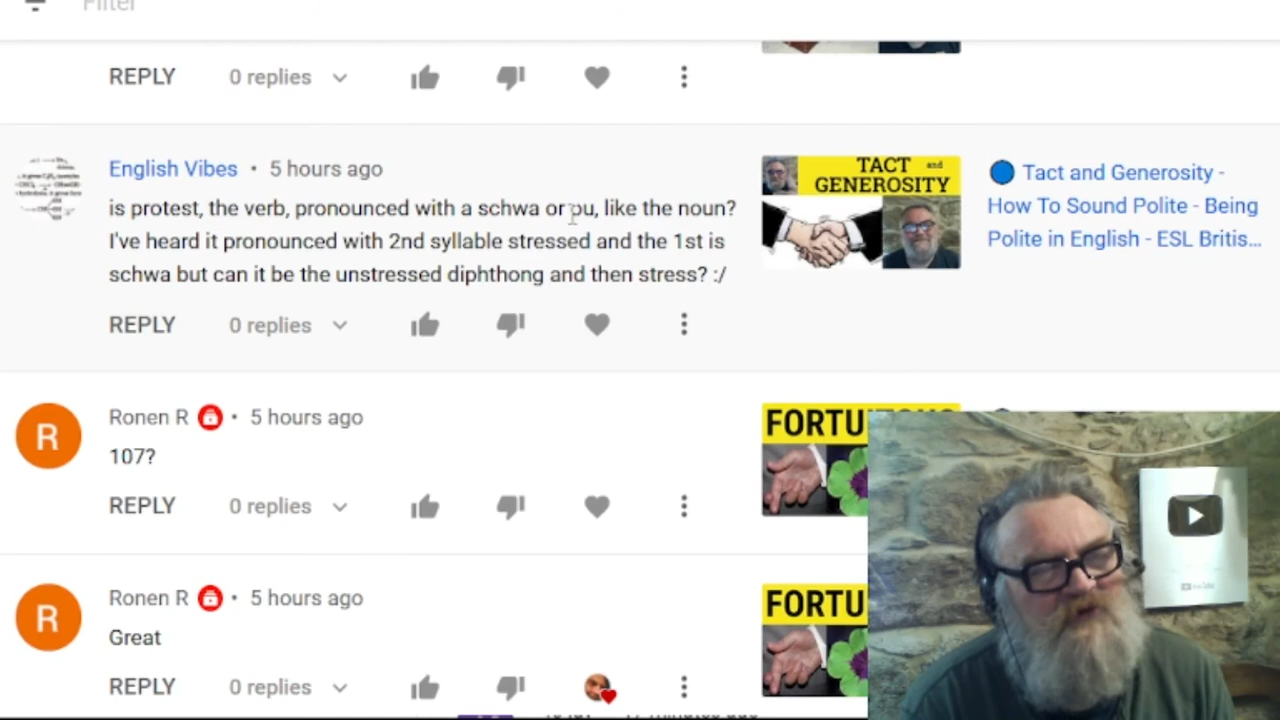 Filter
REPLY 0 replies
English Vibes • 5 hours ago
is protest, the verb, pronounced with a schwa or ou, like the noun?
I've heard it pronounced with 2nd syllable stressed and the 1st is
schwa but can it be the unstressed diphthong and then stress? :/
REPLY 0 replies
TACT and
GENEROSITY
Tact and Generosity -
How To Sound Polite - Being
Polite in English - ESL Britis...
R
Ronen R • 5 hours ago
107?
REPLY 0 replies
FORTUITOUS
R
Ronen R • 5 hours ago
Great
REPLY 0 replies
FORTU